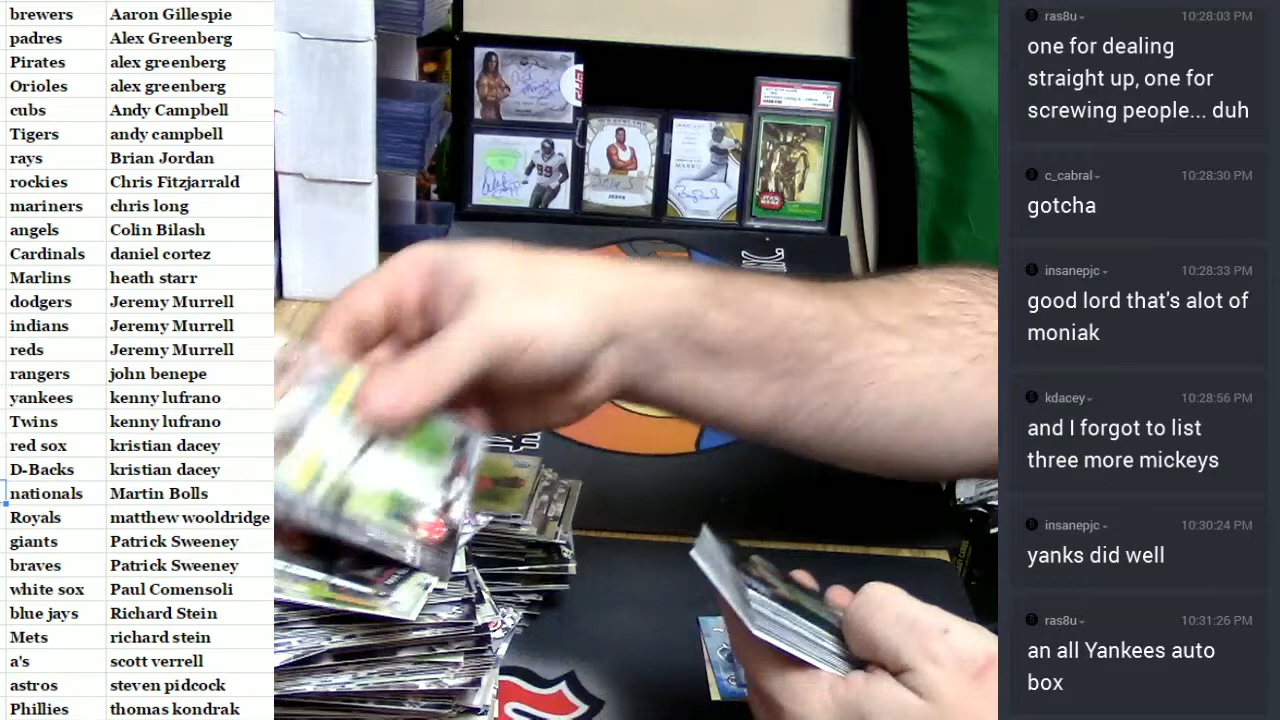 brewers Aaron Gillespie
padres Alex Greenberg
Pirates alex greenberg
Orioles alex greenberg
cubs Andy Campbell
Tigers andy campbell
rays Brian Jordan
rockies Chris Fitzjarrald
mariners chris long
angels Colin Bilash
Cardinals daniel cortez
Marlins heath starr
dodgers Jeremy Murrell
indians Jeremy Murrell
reds Jeremy Murrell
rangers john benepe
yankees kenny lufrano
Twins kenny lufrano
red sox kristian dacey
D-Backs kristian dacey
nationals Martin Bolls
Royals matthew wooldridge
giants Patrick Sweeney
braves Patrick Sweeney
white sox Paul Comensoli
blue jays Richard Stein
Mets richard stein
a's scott verrell
astros steven pidcock
Phillies thomas kondrak
99
STAR WARS
ras8u 10:28:03 PM
one for dealing
straight up, one for
screwing people... duh
c_cabral 10:28:30 PM
gotcha
insanepjc 10:28:33 PM
good lord that's alot of
moniak
kdacey 10:28:56 PM
and I forgot to list
three more mickeys
insanepjc 10:30:24 PM
yanks did well
ras8u 10:31:26 PM
an all Yankees auto
box